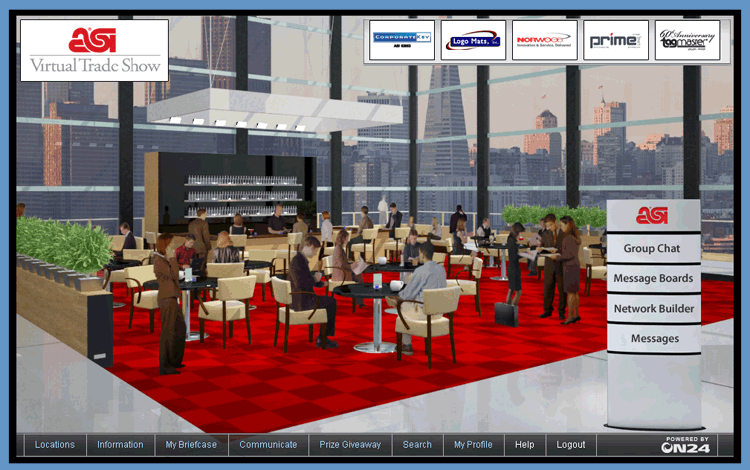 asi
Virtual Trade Show
CORPORATE KEY
Logo Mats, LLC
NORWOOD
Innovation & Service, Delivered
prime
60th Anniversary
tagmaster
asi
Group Chat
Message Boards
Network Builder
Messages
Locations
Information
My Briefcase
Communicate
Prize Giveaway
Search
My Profile
Help
Logout
POWERED BY
ON24